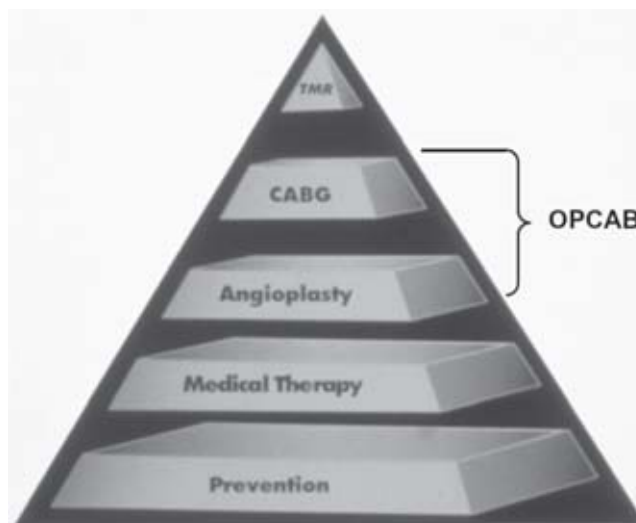 TMR
CABG
OPCAB
Angioplasty
Medical Therapy
Prevention